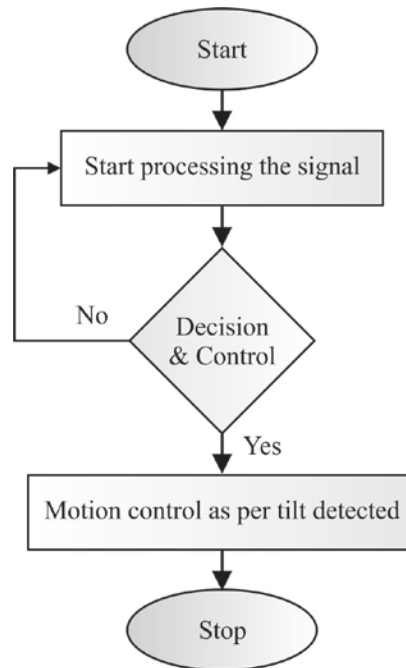 Start
Start processing the signal
No
Decision
& Control
Yes
Motion control as per tilt detected
Stop